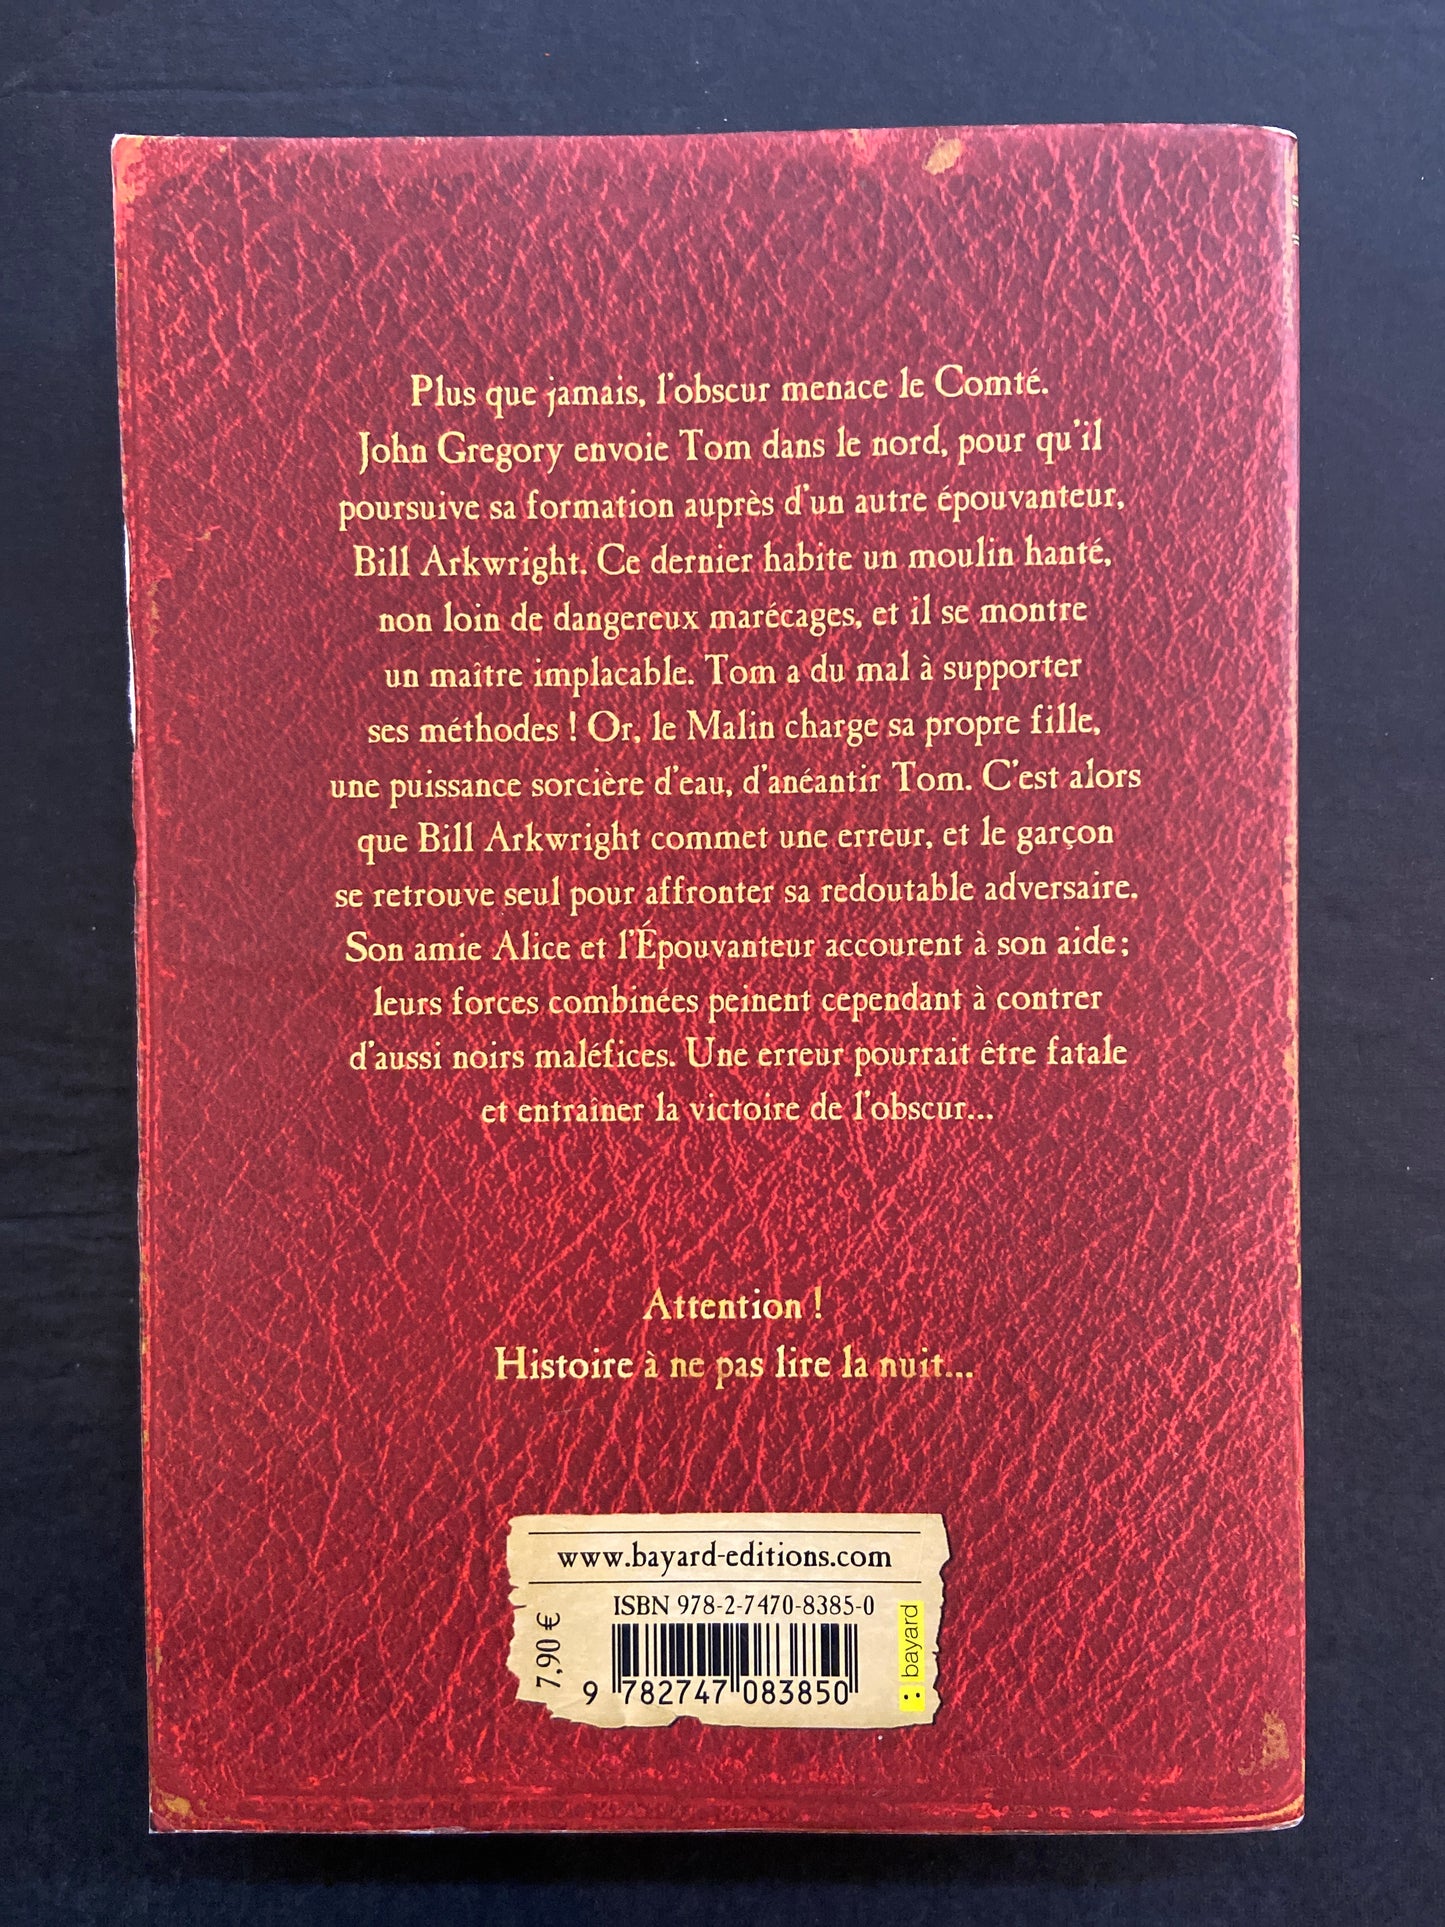 Plus que jamais, l'obscur menace le Comté.
John Gregory envoie Tom dans le nord, pour qu'il
poursuive sa formation auprès d'un autre épouvanteur,
Bill Arkwright. Ce dernier habite un moulin hanté,
non loin de dangereux marécages, et il se montre
un maître implacable. Tom a du mal à supporter
ses méthodes ! Or, le Malin charge sa propre fille,
une puissance sorcière d'eau, d'anéantir Tom. C'est alors
que Bill Arkwright commet une erreur, et le garçon
se retrouve seul pour affronter sa redoutable adversaire.
Son amie Alice et l'Épouvanteur accourent à son aide ;
leurs forces combinées peinent cependant à contrer
d'aussi noirs maléfices. Une erreur pourrait être fatale
et entraîner la victoire de l'obscur...
Attention !
Histoire à ne pas lire la nuit...
www.bayard-editions.com
ISBN 978-2-7470-8385-0
7,90 €
9 782747 083850
: bayard